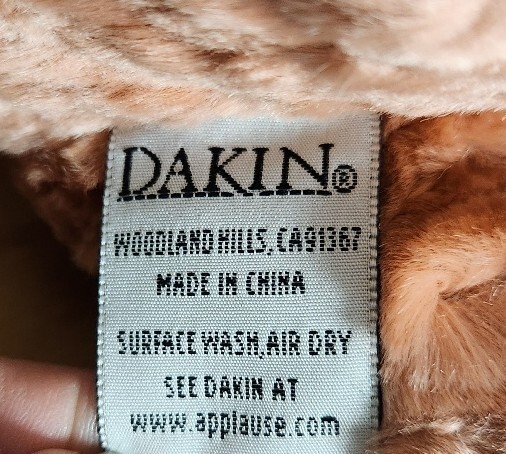 DAKIN®
WOODLAND HILLS, CA91367
MADE IN CHINA
SURFACE WASH, AIR DRY
SEE DAKIN AT
www.applause.com